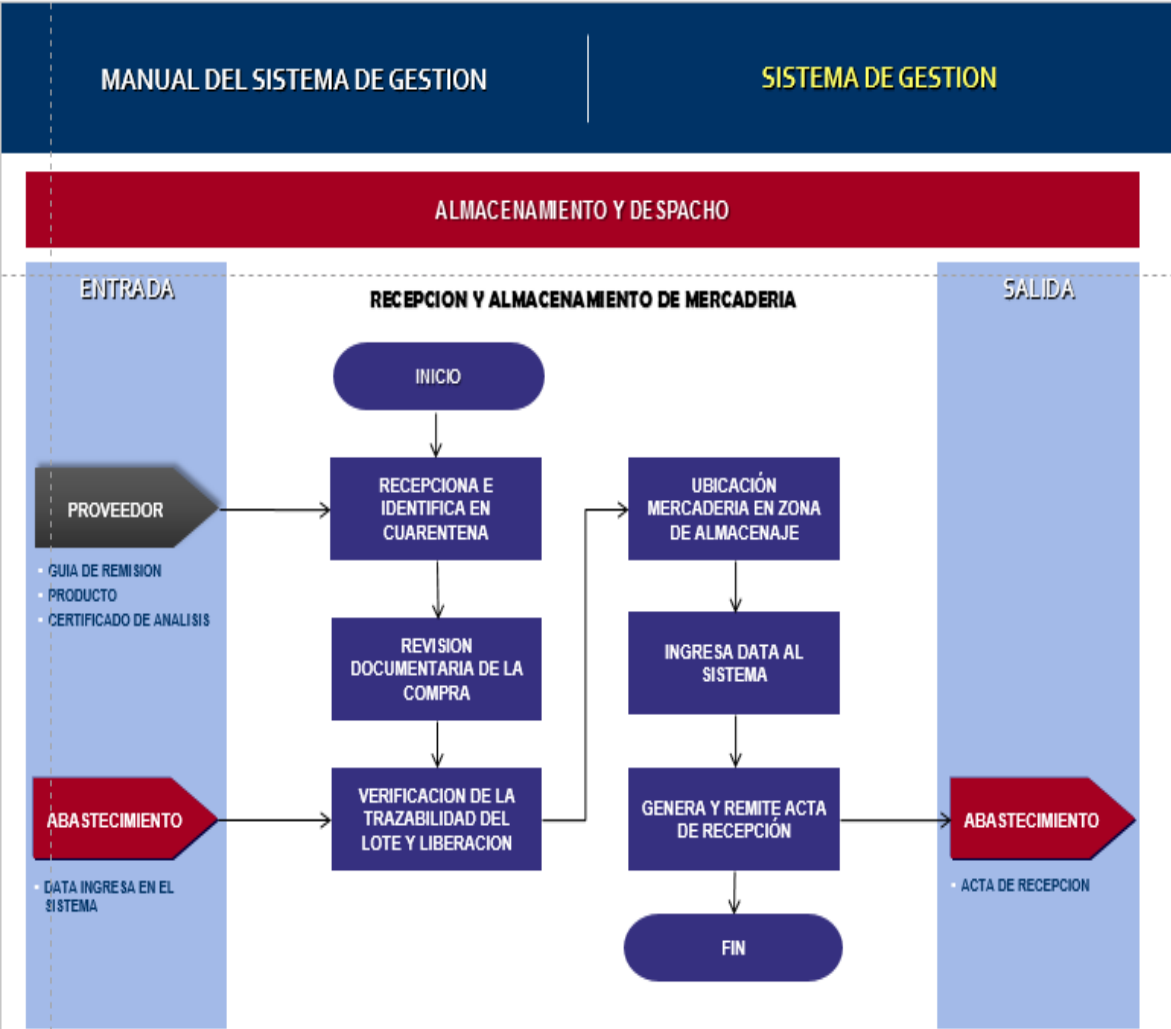 MANUAL DEL SISTEMA DE GESTION
SISTEMA DE GESTION
ALMACENAMIENTO Y DESPACHO
ENTRADA
RECEPCION Y ALMACENAMIENTO DE MERCADERIA
SALIDA
INICIO
PROVEEDOR
GUIA DE REMISION
PRODUCTO
CERTIFICADO DE ANALISIS
RECEPCIONA E
IDENTIFICA EN
CUARENTENA
REVISION
DOCUMENTARIA DE LA
COMPRA
ABASTECIMIENTO
DATA INGRESA EN EL
SISTEMA
VERIFICACION DE LA
TRAZABILIDAD DEL
LOTE Y LIBERACION
UBICACIÓN
MERCADERIA EN ZONA
DE ALMACENAJE
INGRESA DATA AL
SISTEMA
GENERA Y REMITE ACTA
DE RECEPCIÓN
FIN
ABASTECIMIENTO
ACTA DE RECEPCION